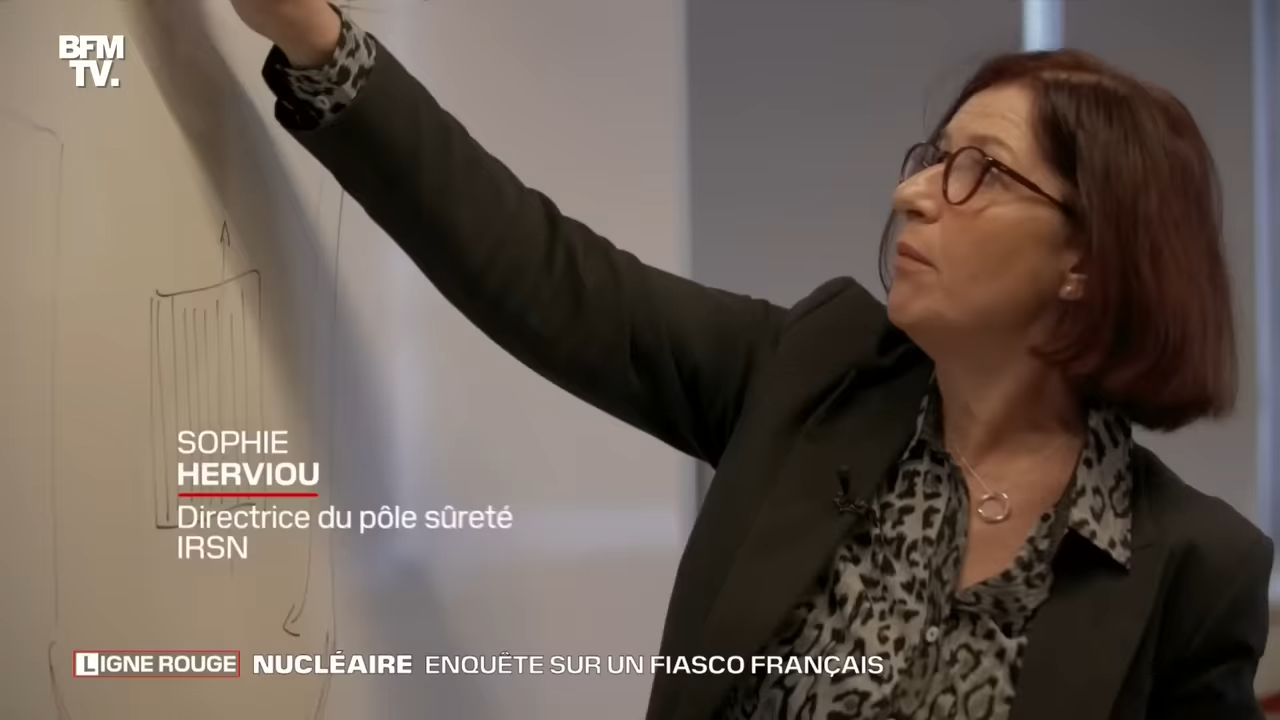 BFM
TV.
SOPHIE
HERVIOU
Directrice du pôle sûreté
IRSN
LIGNE ROUGE NUCLÉAIRE ENQUÊTE SUR UN FIASCO FRANÇAIS